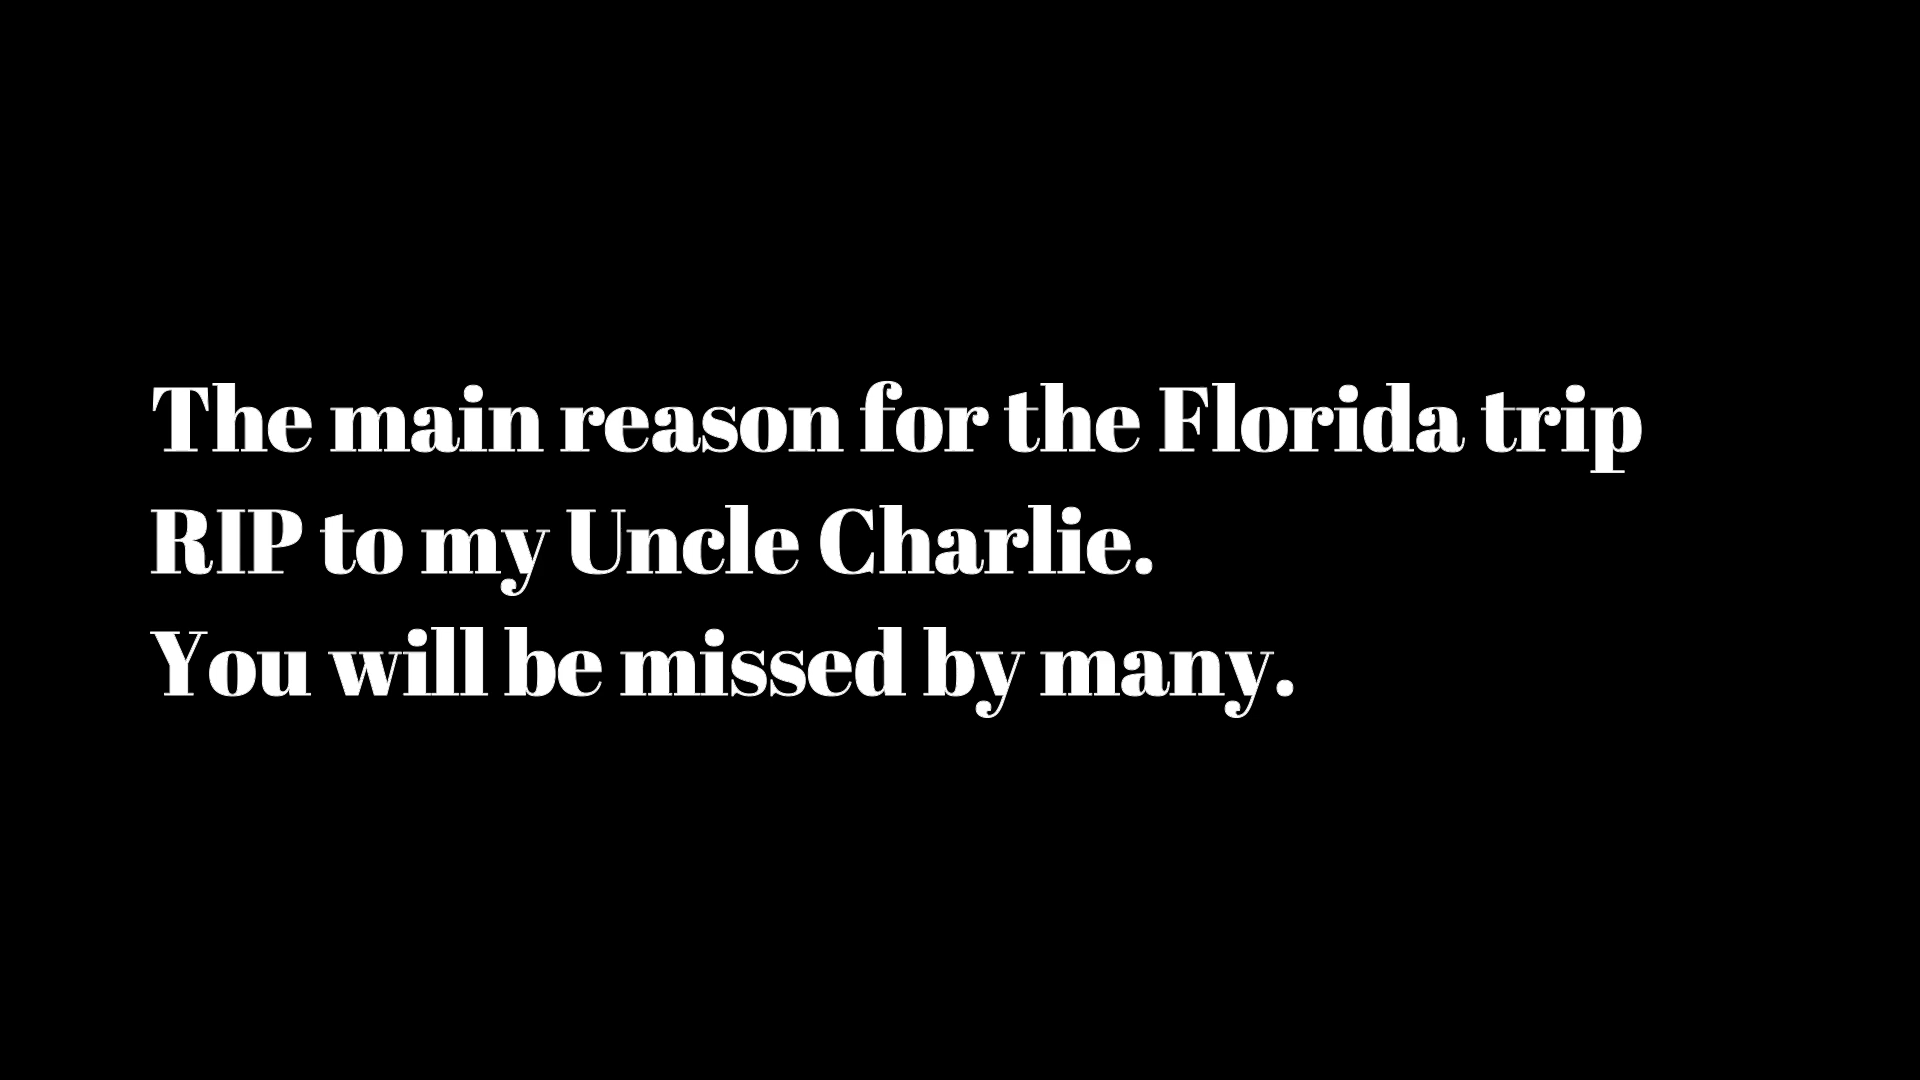 The main reason for the Florida trip
RIP to my Uncle Charlie.
You will be missed by many.